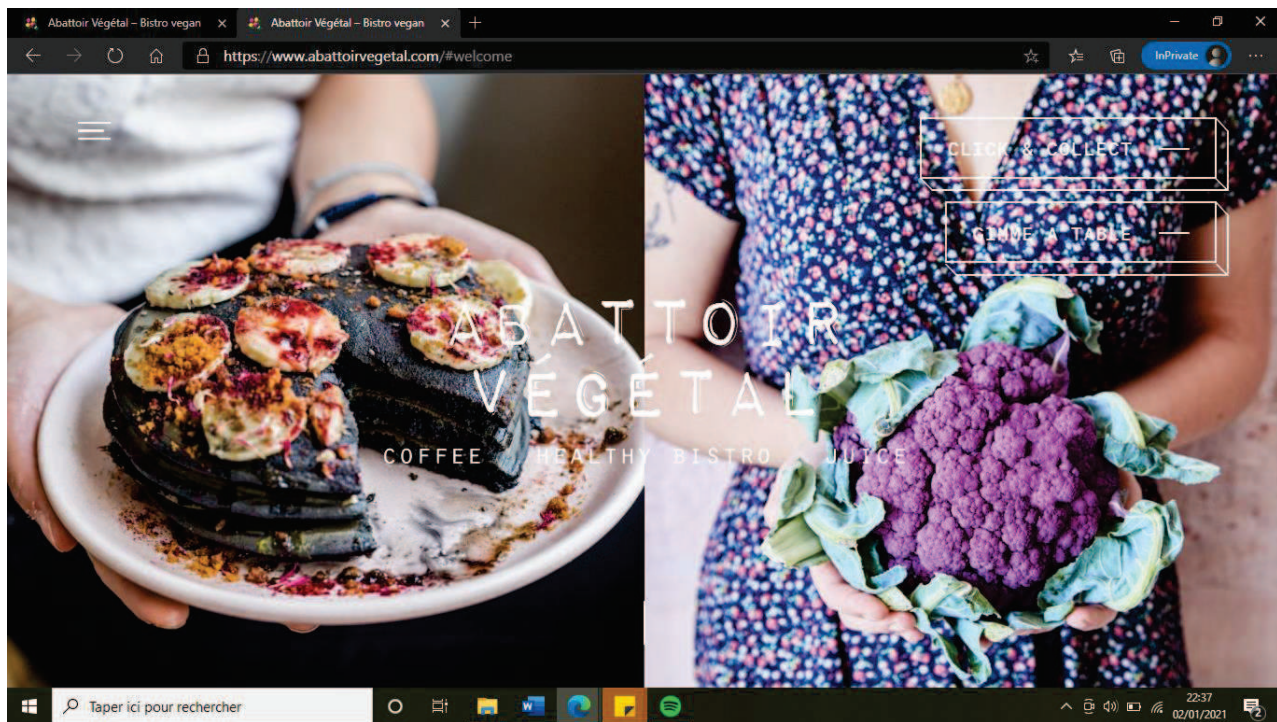 Abattoir Végétal – Bistro vegan
Abattoir Végétal – Bistro vegan
https://www.abattoirvegetal.com/#welcome
InPrivate
CLICK & COLLECT
GIMME A TABLE
ABATTOIR
VÉGÉTAL
COFFEE HEALTHY BISTRO JUICE
Taper ici pour rechercher
W
22:37
02/01/2021
2